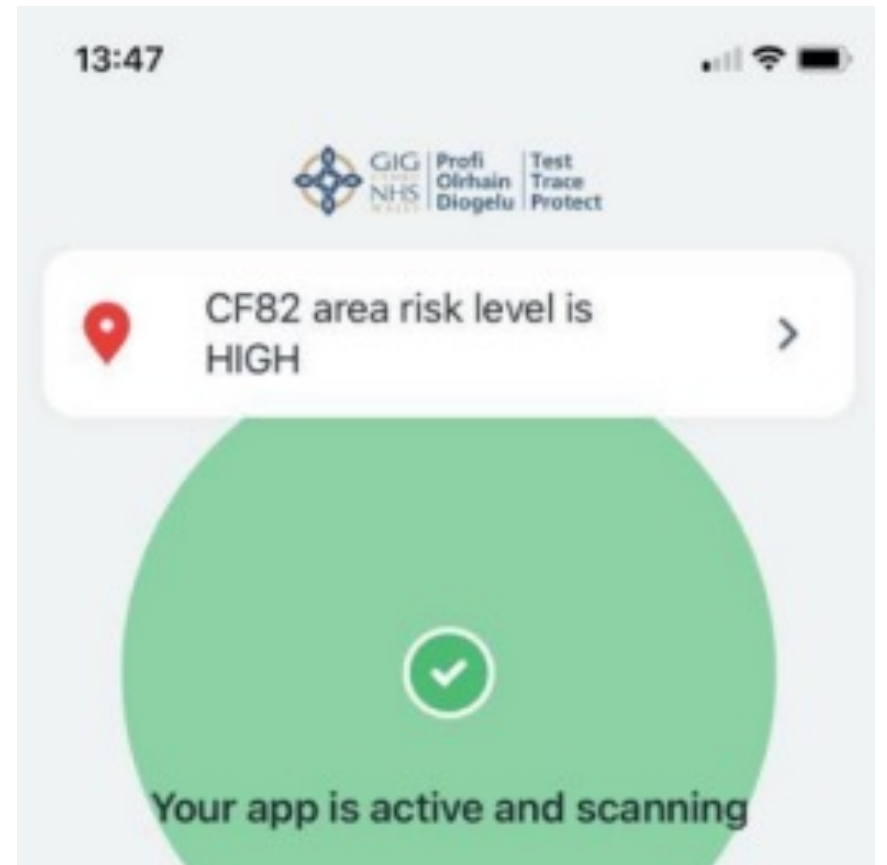 13:47
GIG
NHS
Profi
Olrhain
Diogelu
Test
Trace
Protect
CF82 area risk level is
HIGH
Your app is active and scanning